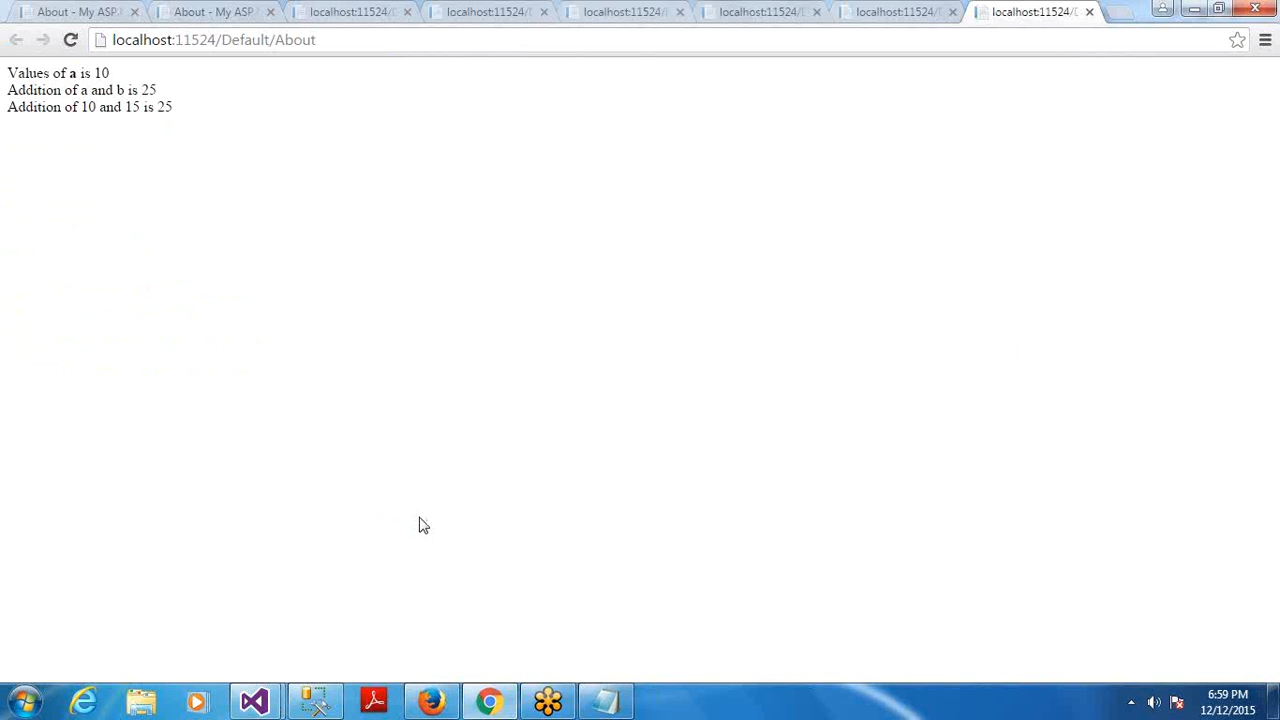 About - My ASP. About - My ASP localhost:11524/ localhost:11524/ localhost:11524/ localhost:11524/ localhost:11524/ localhost:11524/
localhost:11524/Default/About
Values of a is 10
Addition of a and b is 25
Addition of 10 and 15 is 25
6:59 PM
12/12/2015